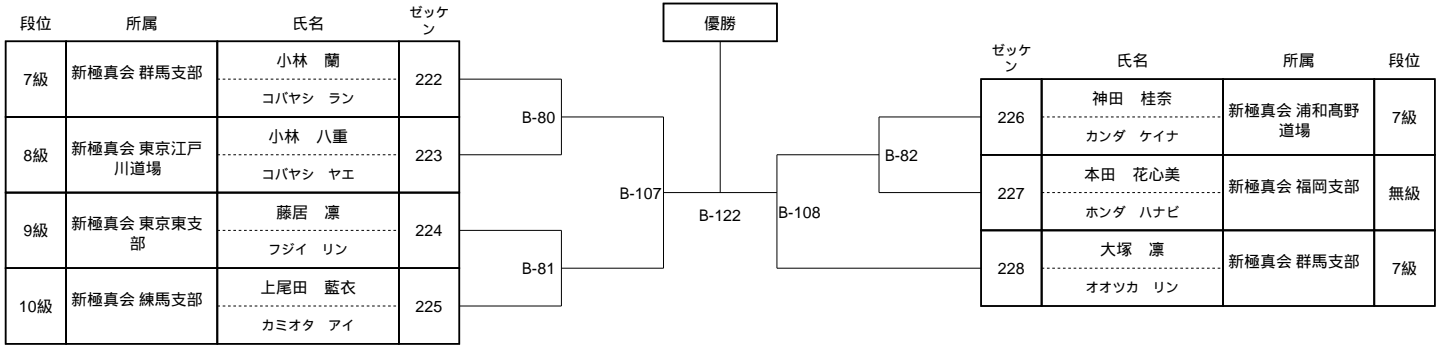 段位 所属 氏名 ゼッケ
ン
7級 新極真会 群馬支部 小林 蘭 222
コバヤシ ラン
8級 新極真会 東京江戸
川道場 小林 八重 223
コバヤシ ヤエ
9級 新極真会 東京東支
部 藤居 凛 224
フジイ リン
10級 新極真会 練馬支部 上尾田 藍衣 225
カミオタ アイ
B-80
B-81
B-107
優勝
B-122
B-108
B-82
ゼッケ
ン 氏名 所属 段位
226 神田 桂奈 新極真会 浦和髙野
道場 7級
カンダ ケイナ
227 本田 花心美 新極真会 福岡支部 無級
ホンダ ハナビ
228 大塚 凛 新極真会 群馬支部 7級
オオツカ リン